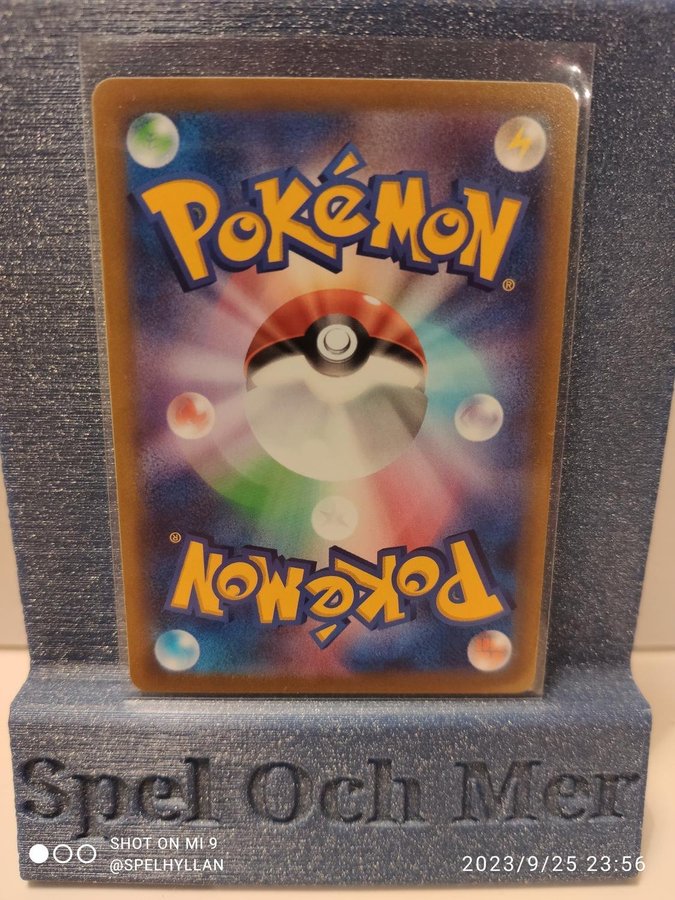 POKéMON®
POKéMON®
Spel Och Mer
SHOT ON MI 9
@SPELHYLLAN
2023/9/25 23:56